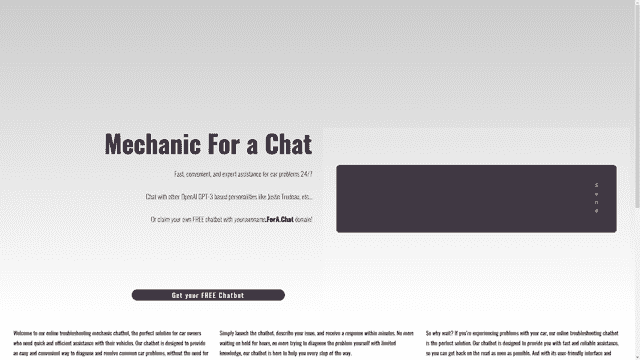 Mechanic For a Chat
Fast, convenient, and expert assistance for car problems 24/7
Chat with other OpenAI GPT-3 based personalities like Justin Trudeau, etc...
Or claim your own FREE chatbot with yourowname.ForA.Chat domain!
Send
Get your FREE Chatbot
Welcome to our online troubleshooting mechanic chatbot, the perfect solution for car owners
who need quick and efficient assistance with their vehicles. Our chatbot is designed to provide
an easy and convenient way to diagnose and resolve common car problems, without the need for
Simply launch the chatbot, describe your issue, and receive a response within minutes. No more
waiting on hold for hours, no more trying to diagnose the problem yourself with limited
knowledge, our chatbot is here to help you every step of the way.
So why wait? If you're experiencing problems with your car, our online troubleshooting chatbot
is the perfect solution. Our chatbot is designed to provide you with fast and reliable assistance,
so you can get back on the road as soon as possible. And with its user-friendly interface and